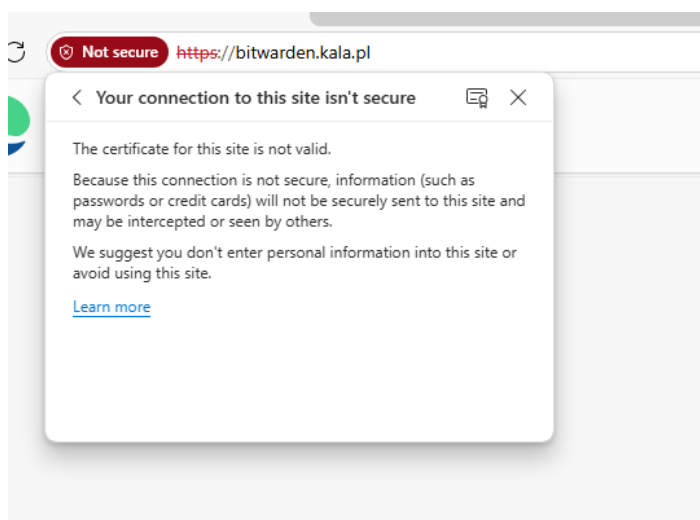 Not secure https://bitwarden.kala.pl
Your connection to this site isn't secure
The certificate for this site is not valid.
Because this connection is not secure, information (such as
passwords or credit cards) will not be securely sent to this site and
may be intercepted or seen by others.
We suggest you don't enter personal information into this site or
avoid using this site.
Learn more